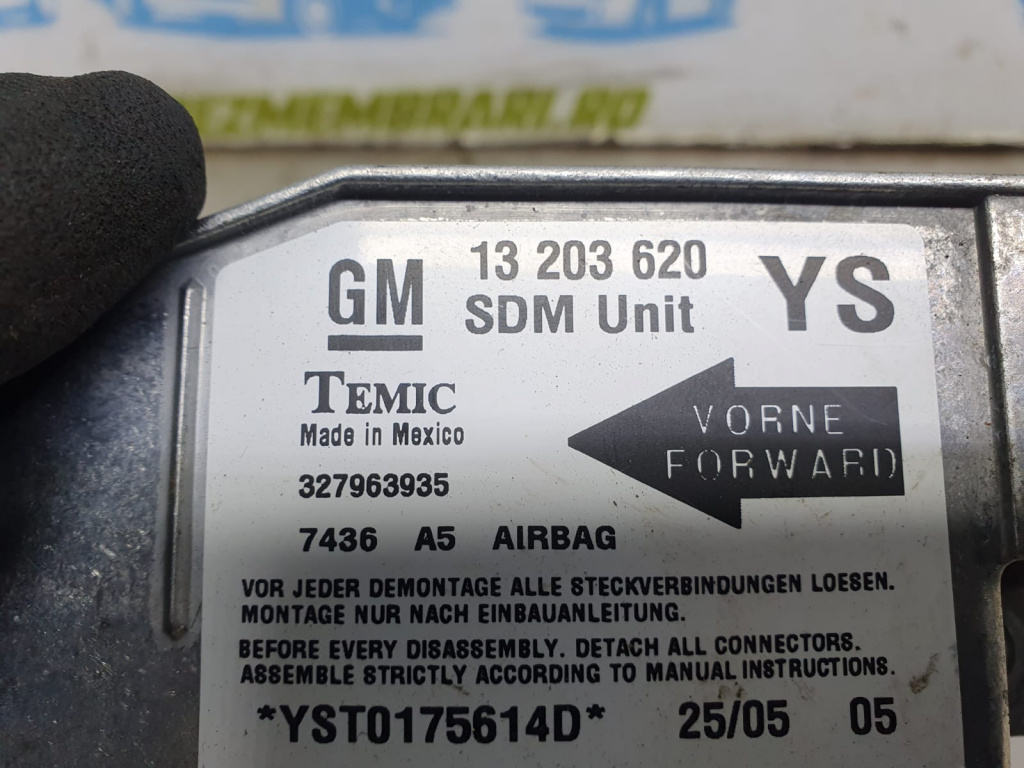 EZMEMBRARI.RO
GM
13 203 620
SDM Unit
YS
TEMIC
Made in Mexico
VORNE
FORWARD
327963935
7436 A5 AIRBAG
VOR JEDER DEMONTAGE ALLE STECKVERBINDUNGEN LOESEN.
MONTAGE NUR NACH EINBAUANLEITUNG.
BEFORE EVERY DISASSEMBLY. DETACH ALL CONNECTORS.
ASSEMBLE STRICTLY ACCORDING TO MANUAL INSTRUCTIONS.
*YST0175614D* 25/05 05